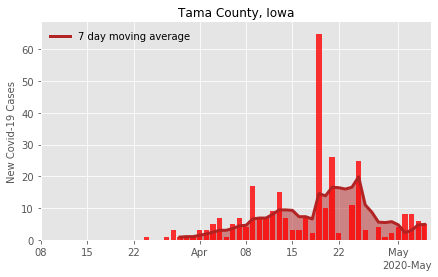 Tama County, Iowa
7 day moving average
New Covid-19 Cases
60
50
40
30
20
10
0
08 15 22 Apr 08 15 22 May
2020-May